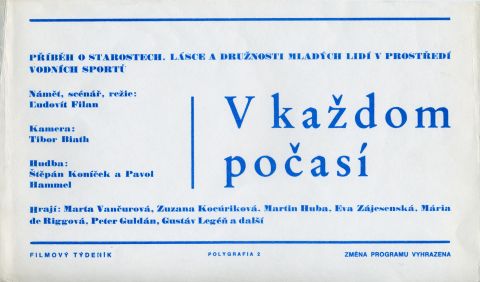 PŘÍBĚH O STAROSTECH, LÁSCE A DRUŽNOSTI MLADÝCH LIDÍ V PROSTŘEDÍ
VODNÍCH SPORTŮ
Námět, scénář, režie:
Ľudovít Filan
Kamera:
Tibor Biath
Hudba:
Štěpán Koníček a Pavol
Hammel
V každom
počasí
Hrají: Marta Vančurová, Zuzana Kocúriková, Martin Huba, Eva Zájesenská, Mária
de Riggová, Peter Guldán, Gustáv Legéň a další
FILMOVÝ TÝDENÍK
POLYGRAFIA 2
ZMĚNA PROGRAMU VYHRAZENA